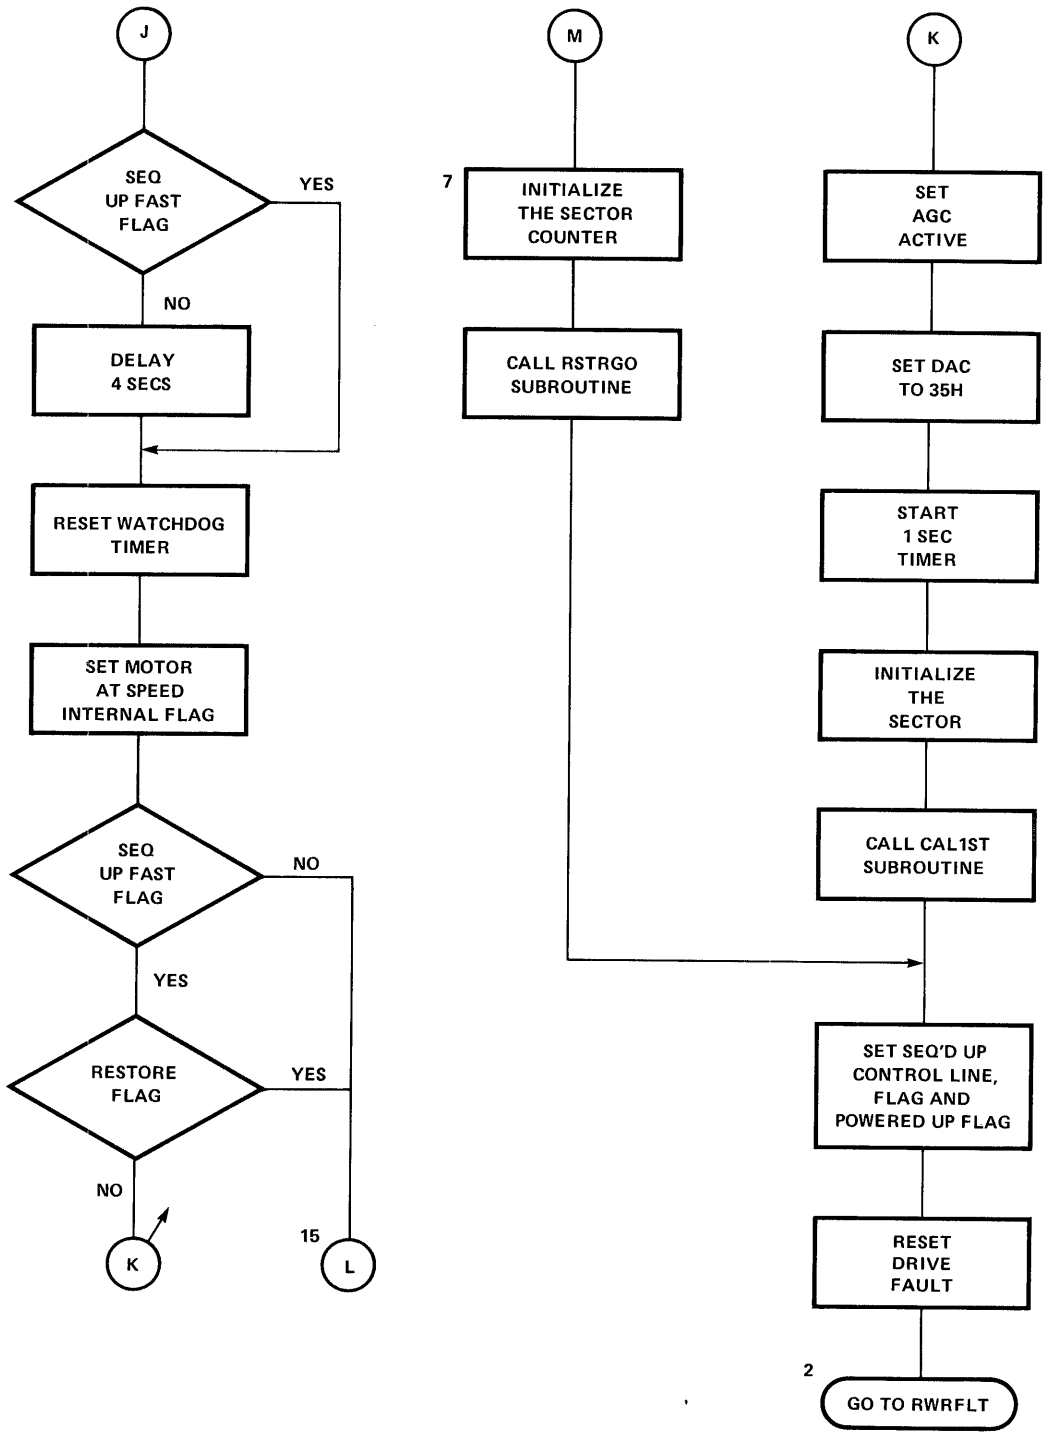 J
SEQ
UP FAST
FLAG
YES
NO
DELAY
4 SECS
RESET WATCHDOG
TIMER
SET MOTOR
AT SPEED
INTERNAL FLAG
SEQ
UP FAST
FLAG
NO
YES
RESTORE
FLAG
YES
NO
K
15
L
M
7
INITIALIZE
THE SECTOR
COUNTER
CALL RSTRGO
SUBROUTINE
K
SET
AGC
ACTIVE
SET DAC
TO 35H
START
1 SEC
TIMER
INITIALIZE
THE
SECTOR
CALL CAL1ST
SUBROUTINE
SET SEQ'D UP
CONTROL LINE,
FLAG AND
POWERED UP FLAG
RESET
DRIVE
FAULT
2
GO TO RWRFLT